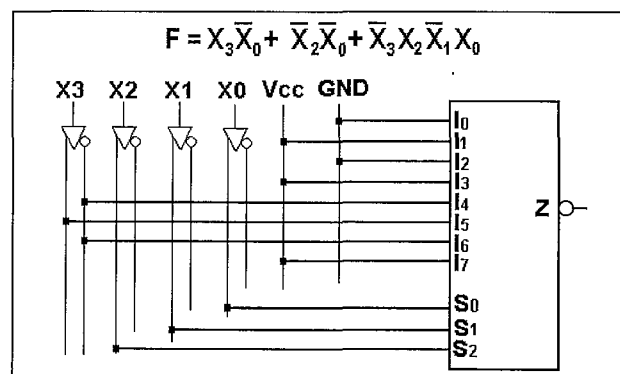 F = X₃X̅₀ + X̅₂X̅₀ + X̅₃X₂X̅₁X₀
X3 X2 X1 X0 Vcc GND
I₀
I₁
I₂
I₃
I₄
I₅
I₆
I₇
Z
S₀
S₁
S₂